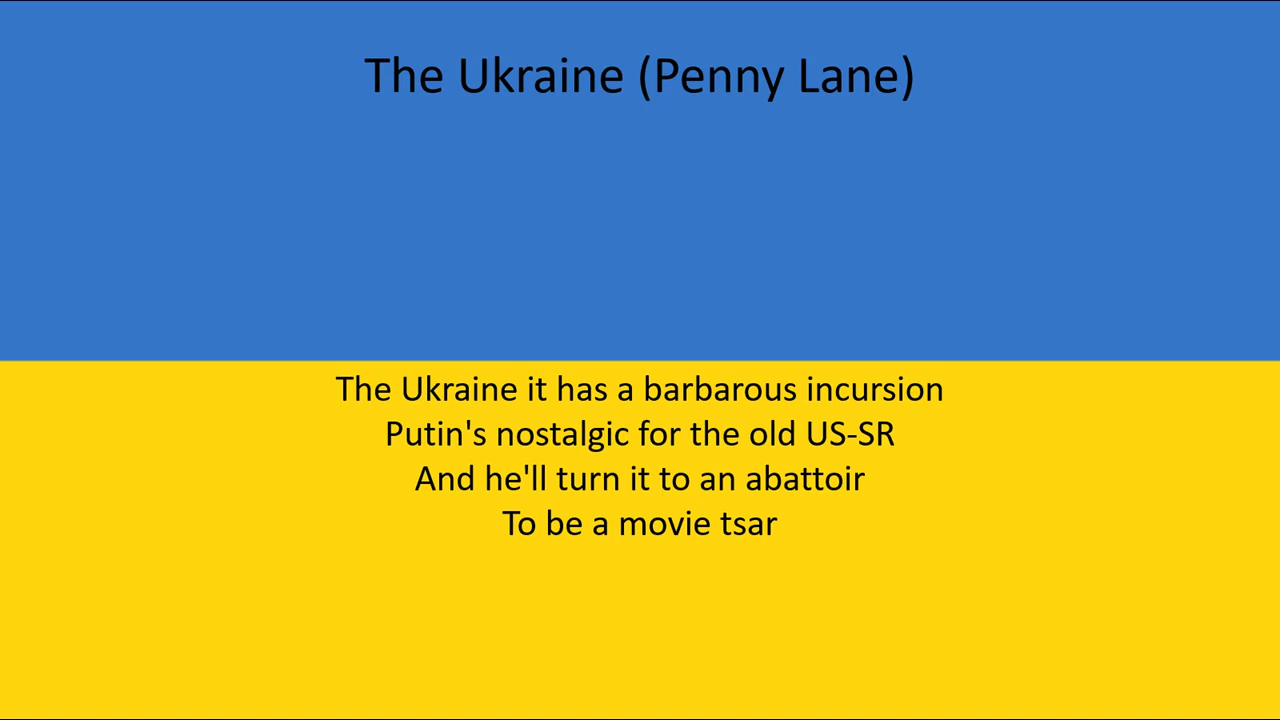 The Ukraine (Penny Lane)
The Ukraine it has a barbarous incursion
Putin's nostalgic for the old US-SR
And he'll turn it to an abattoir
To be a movie tsar